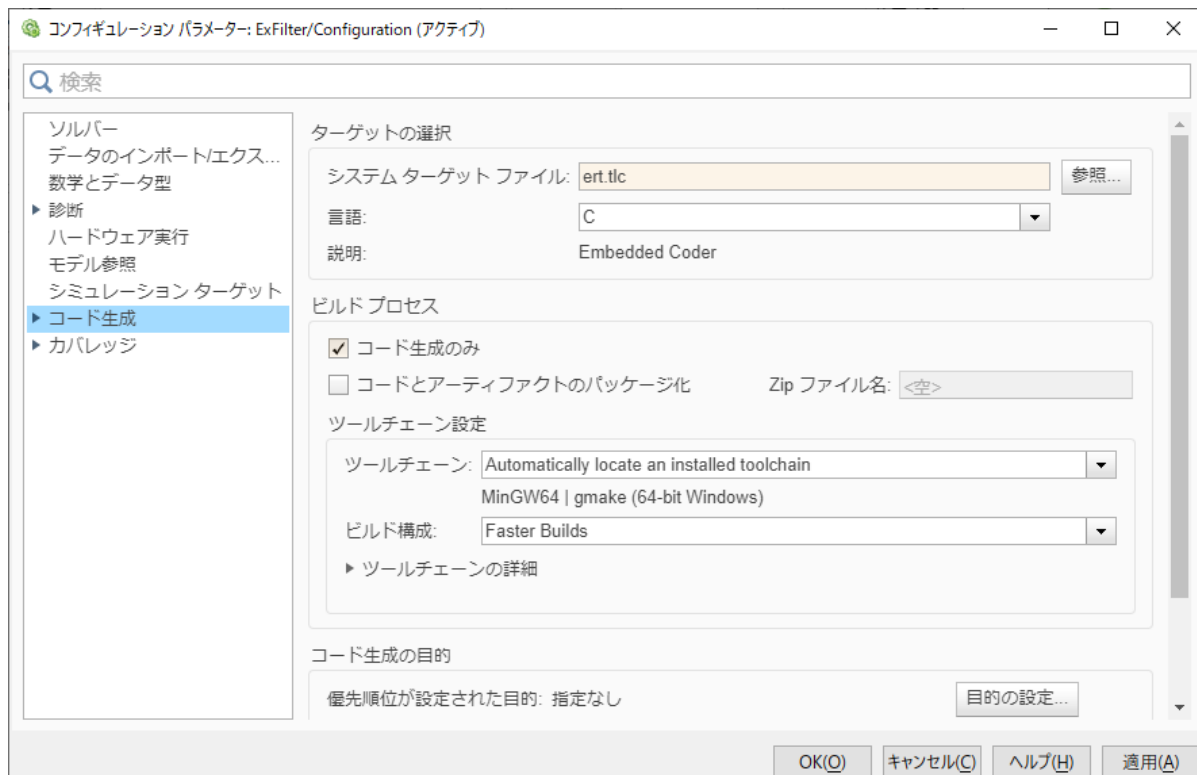 コンフィギュレーション パラメーター: ExFilter/Configuration (アクティブ)
検索
ソルバー
データのインポート/エクス...
数学とデータ型
診断
ハードウェア実行
モデル参照
シミュレーション ターゲット
コード生成
カバレッジ
ターゲットの選択
システム ターゲット ファイル: ert.tlc 参照...
言語: C
説明: Embedded Coder
ビルド プロセス
コード生成のみ
コードとアーティファクトのパッケージ化 Zip ファイル名: <空>
ツールチェーン設定
ツールチェーン: Automatically locate an installed toolchain
MinGW64 | gmake (64-bit Windows)
ビルド構成: Faster Builds
ツールチェーンの詳細
コード生成の目的
優先順位が設定された目的: 指定なし 目的の設定...
OK(O) キャンセル(C) ヘルプ(H) 適用(A)